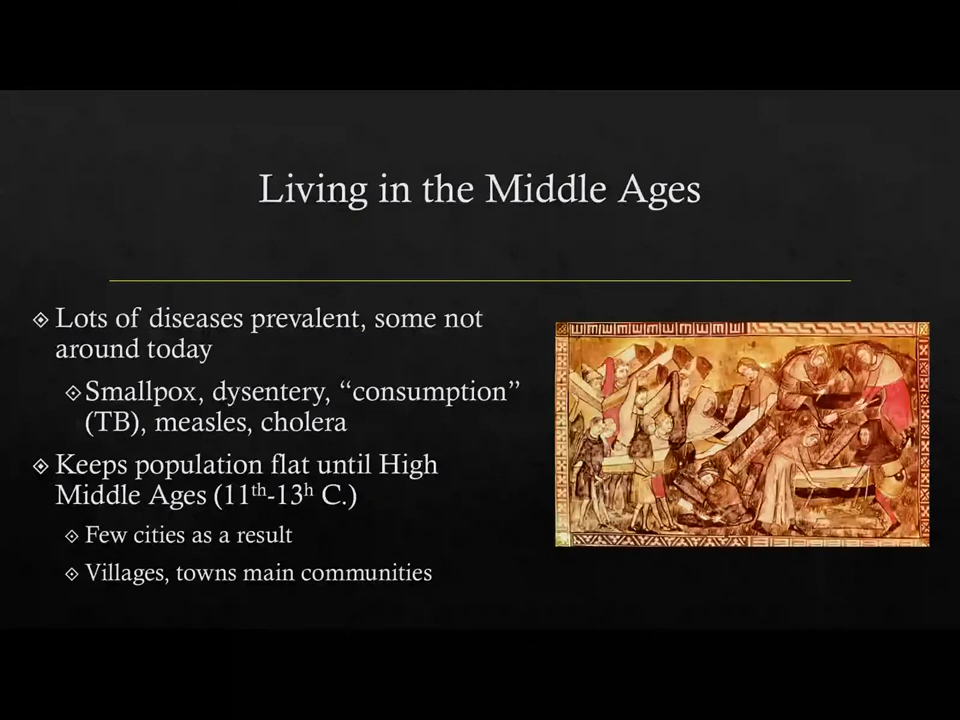 Living in the Middle Ages
Lots of diseases prevalent, some not
around today
Smallpox, dysentery, “consumption”
(TB), measles, cholera
Keeps population flat until High
Middle Ages (11th-13h C.)
Few cities as a result
Villages, towns main communities